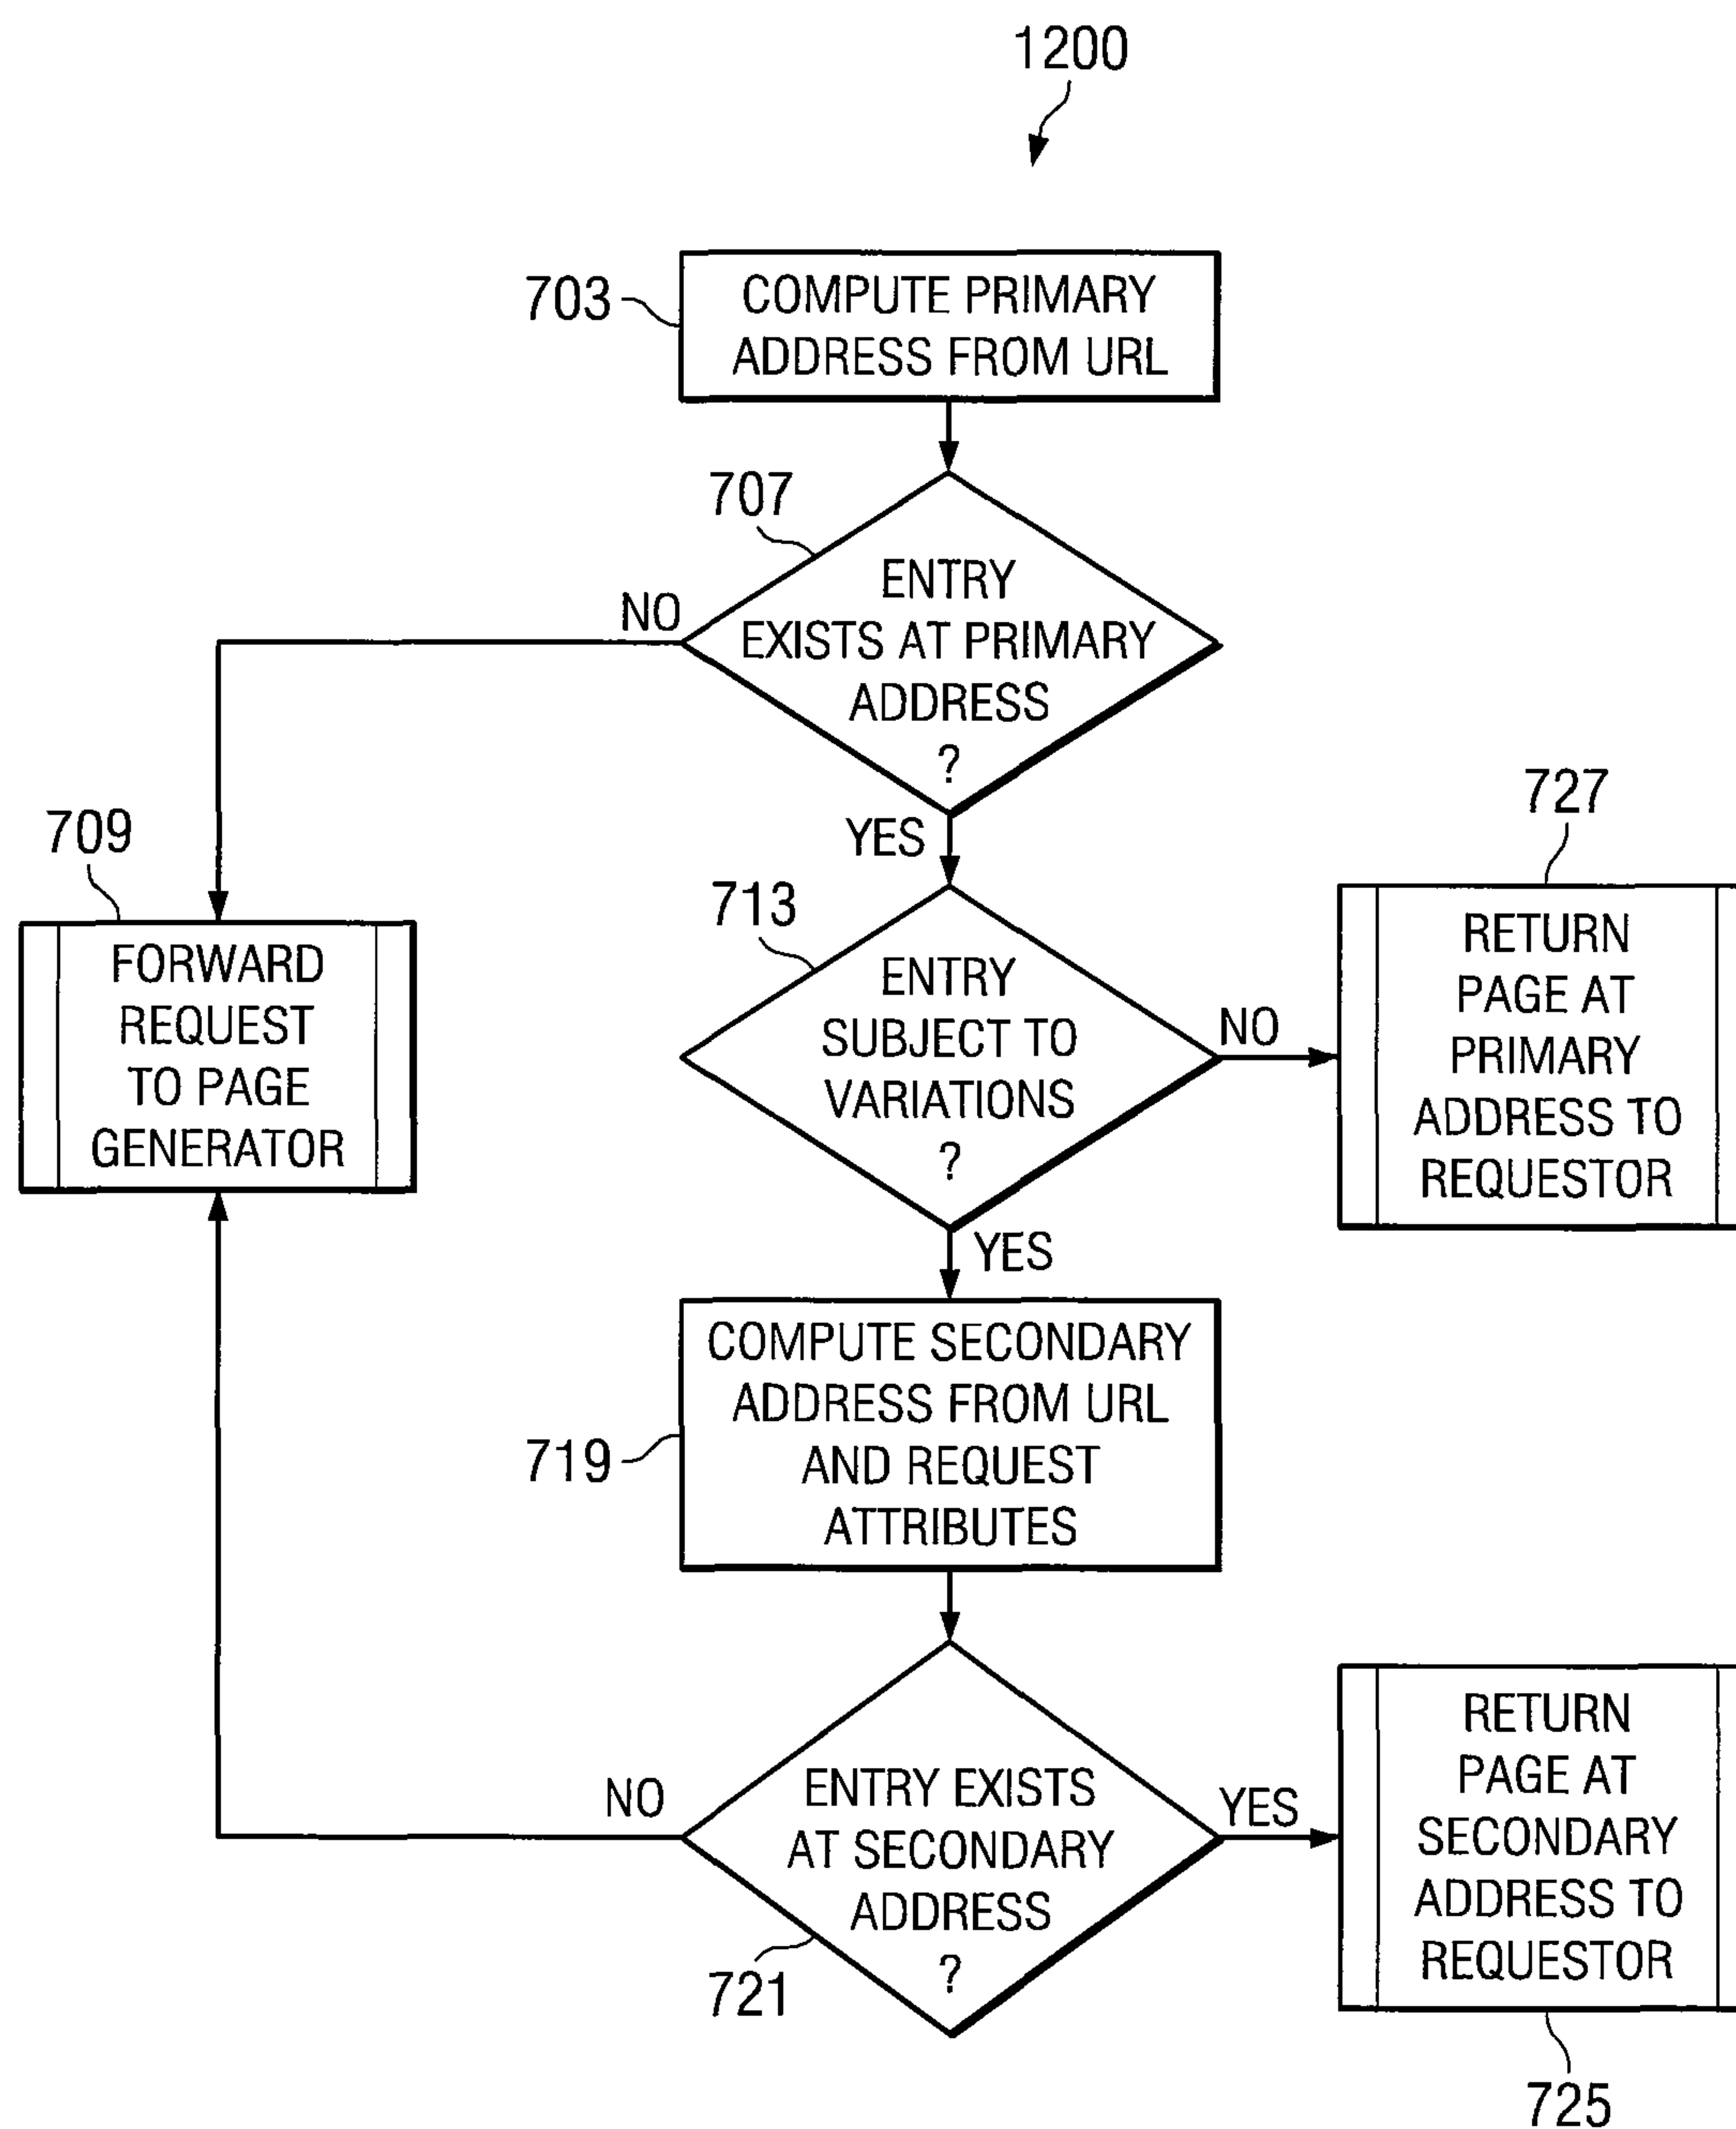 1200
703
COMPUTE PRIMARY
ADDRESS FROM URL
707
ENTRY
EXISTS AT PRIMARY
ADDRESS
?
NO
YES
709
FORWARD
REQUEST
TO PAGE
GENERATOR
713
ENTRY
SUBJECT TO
VARIATIONS
?
NO
727
RETURN
PAGE AT
PRIMARY
ADDRESS TO
REQUESTOR
YES
719
COMPUTE SECONDARY
ADDRESS FROM URL
AND REQUEST
ATTRIBUTES
721
ENTRY EXISTS
AT SECONDARY
ADDRESS
?
NO
YES
RETURN
PAGE AT
SECONDARY
ADDRESS TO
REQUESTOR
725